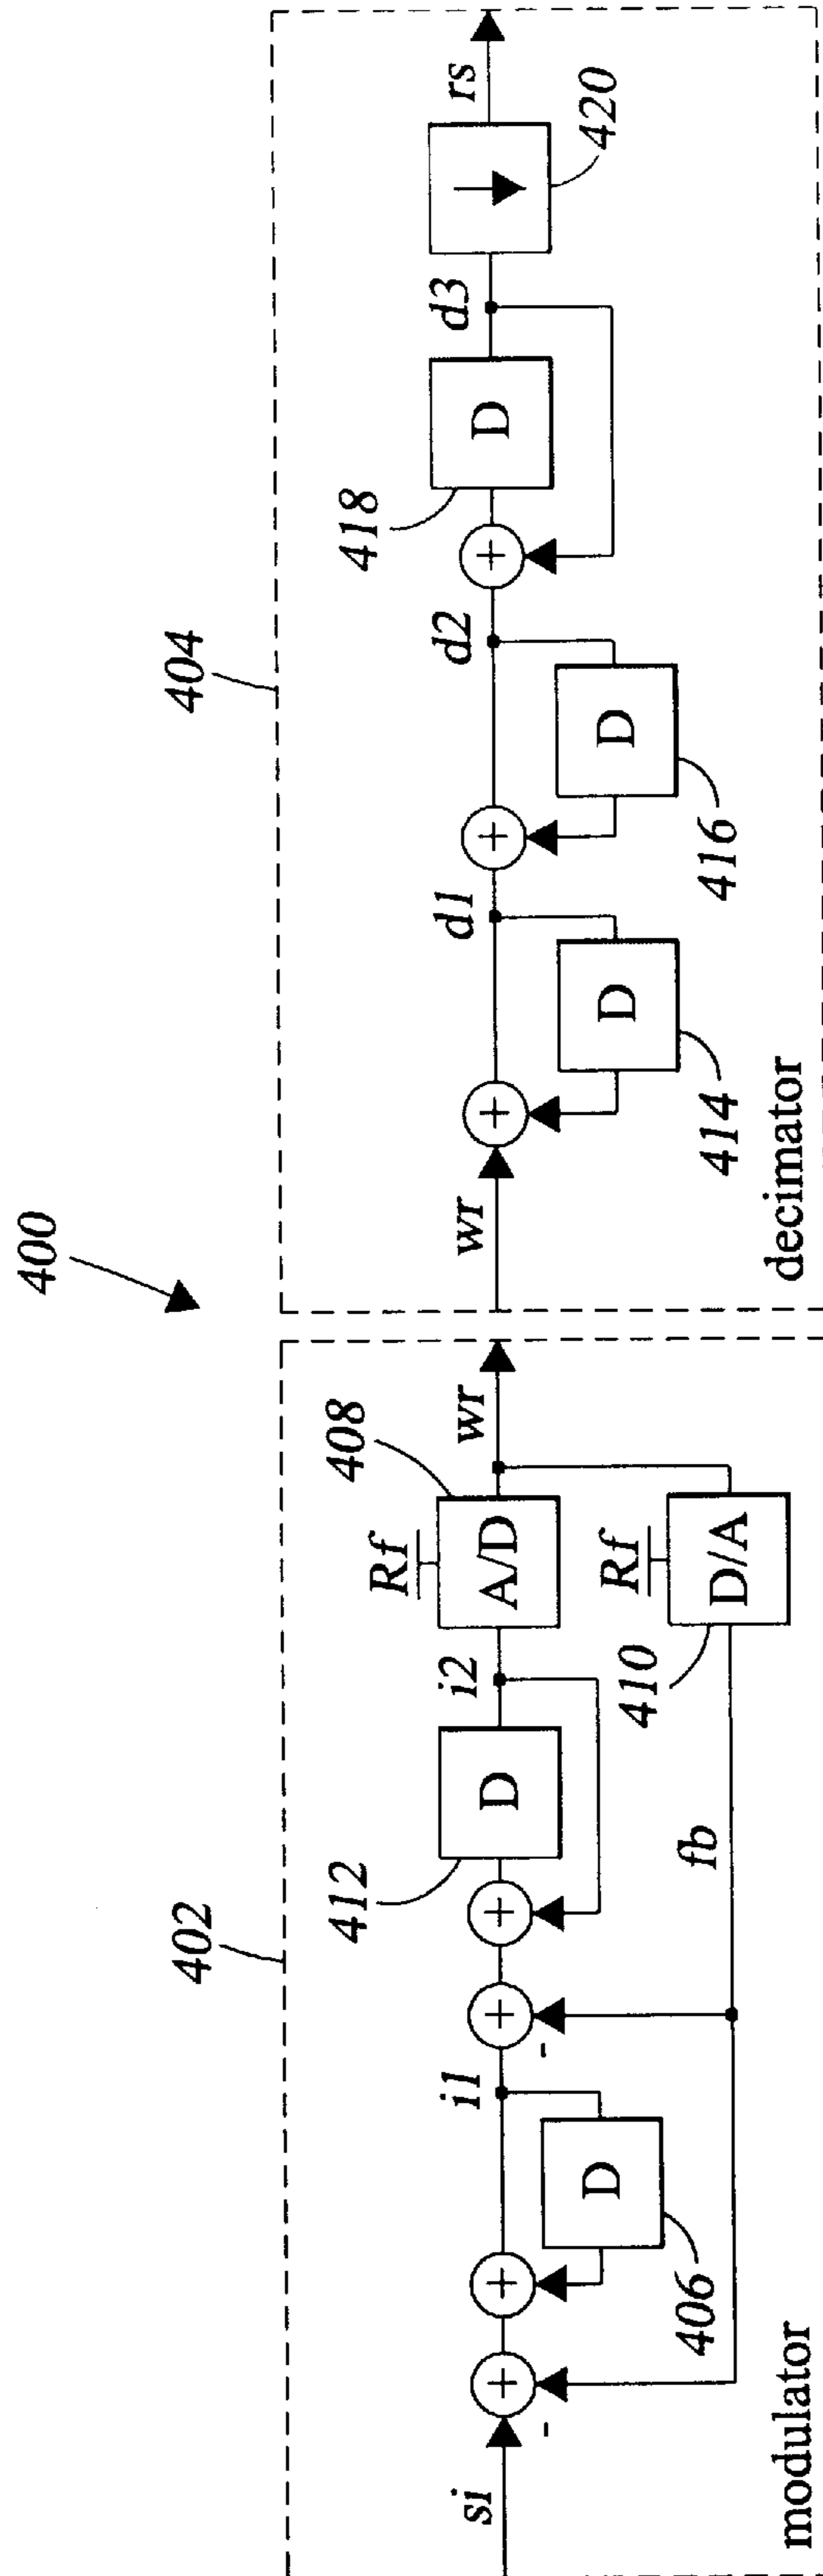 400
402
404
si
-
+
+
D
406
i1
-
+
+
D
412
i2
Rf
A/D
408
wr
Rf
D/A
410
fb
modulator
wr
+
D
414
d1
+
D
416
d2
+
D
418
d3
420
rs
decimator